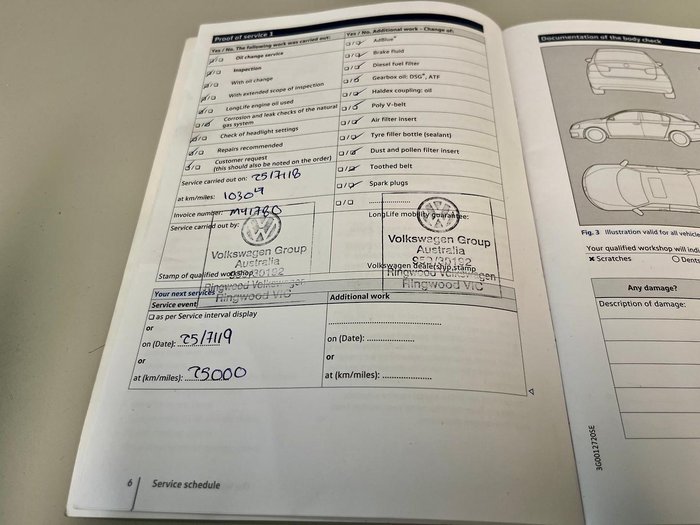 Proof of service 1
Yes / No. The following work was carried out:
Oil change service
Inspection
With oil change
With extended scope of inspection
LongLife engine oil used
Corrosion and leak checks of the natural
gas system
Check of headlight settings
Repairs recommended
Customer request
(this should also be noted on the order)
Service carried out on: 25/7/18
at km/miles: 10304
Invoice number: M41780
Service carried out by:
Volkswagen Group
Australia
Ringwood Volkswagen
Ringwood VIC
Stamp of qualified workshop
Yes / No. Additional work – Change of:
AdBlue®
Brake fluid
Diesel fuel filter
Gearbox oil: DSG®, ATF
Haldex coupling: oil
Poly V-belt
Air filter insert
Tyre filler bottle (sealant)
Dust and pollen filter insert
Toothed belt
Spark plugs
LongLife mobility guarantee:
Volkswagen Group
Australia
Volkswagen dealership stamp
Ringwood Volkswagen
Ringwood VIC
Your next services
Service event
as per Service interval display
or
on (Date): 25/7/19
or
at (km/miles): 25000
Additional work
on (Date):
or
at (km/miles):
6 Service schedule
Documentation of the body check
Fig. 3 Illustration valid for all vehicle
Your qualified workshop will indi
x Scratches O Dents
Any damage?
Description of damage:
3G0012720SE